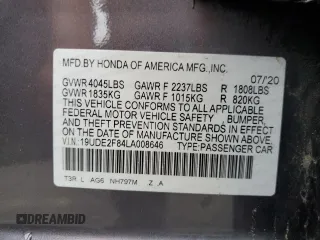 MFD BY HONDA OF AMERICA MFG.,INC. 07/20
GVWR 4045LBS GAWR F 2237LBS R 1808LBS
GVWR 1835KG GAWR F 1015KG R 820KG
THIS VEHICLE CONFORMS TO ALL APPLICABLE
FEDERAL MOTOR VEHICLE SAFETY, BUMPER,
AND THEFT PREVENTION STANDARDS IN EFFECT
ON THE DATE OF MANUFACTURE SHOWN ABOVE.
V.I.N.:19UDE2F84LA008646 TYPE:PASSENGER CAR
T3R L AG6 NH797M Z A
DREAMBID